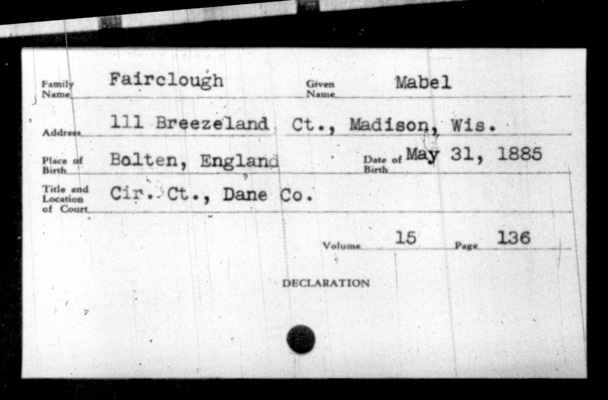 Family Name Fairclough Given Name Mabel
Address 111 Breezeland Ct., Madison, Wis.
Place of Birth Bolten, England Date of Birth May 31, 1885
Title and Location of Court Cir. Ct., Dane Co.
Volume 15 Page 136
DECLARATION